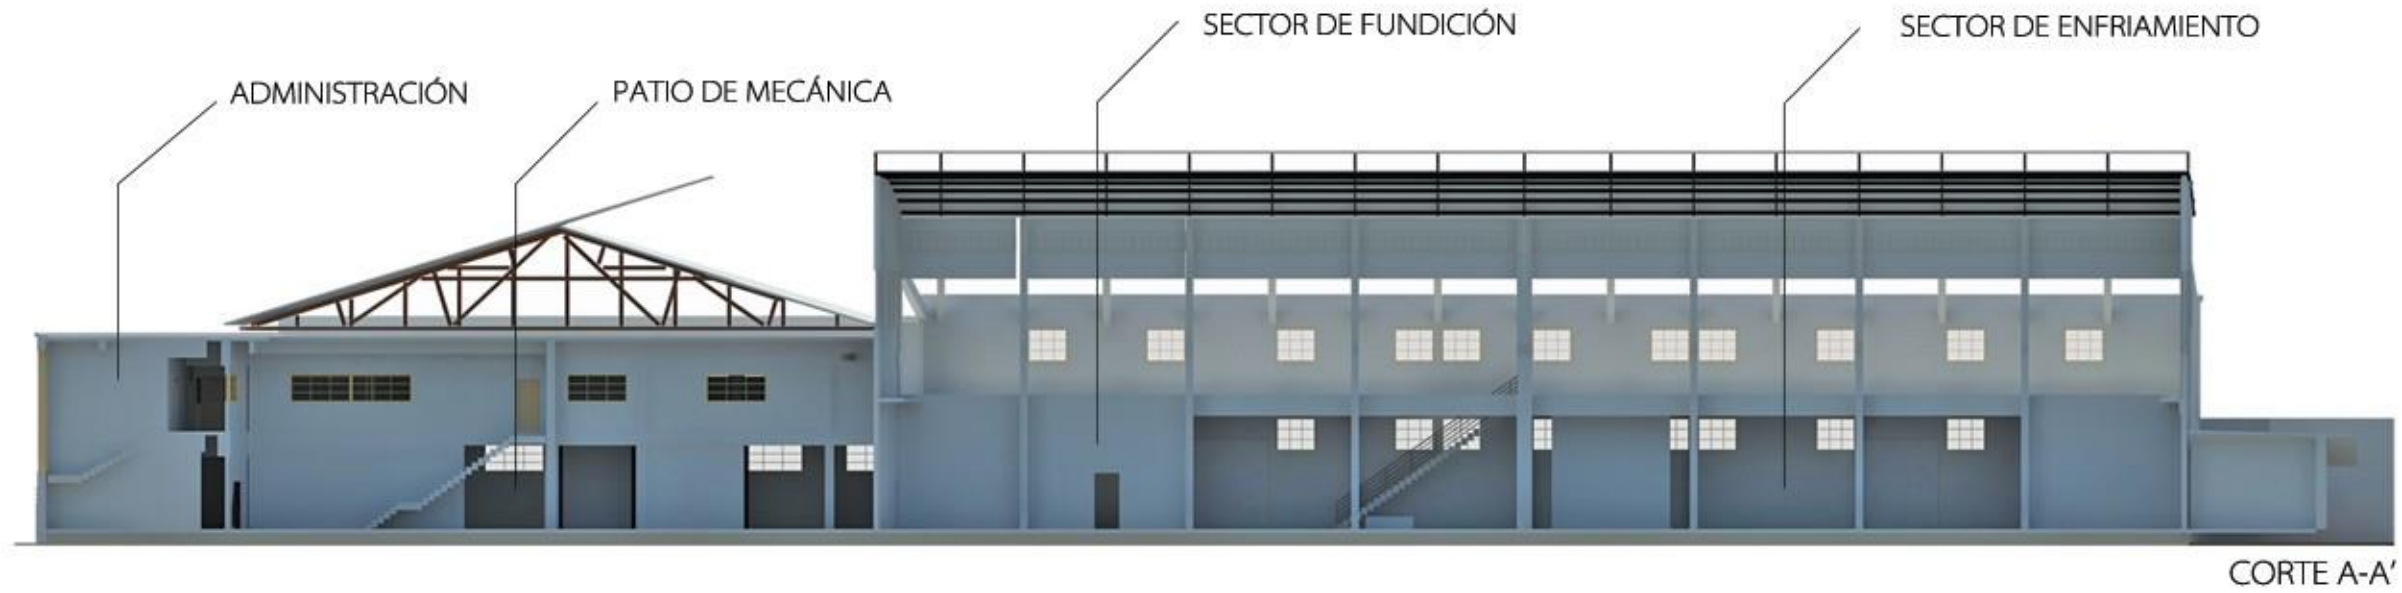 SECTOR DE FUNDICIÓN
SECTOR DE ENFRIAMIENTO
ADMINISTRACIÓN
PATIO DE MECÁNICA
CORTE A-A'